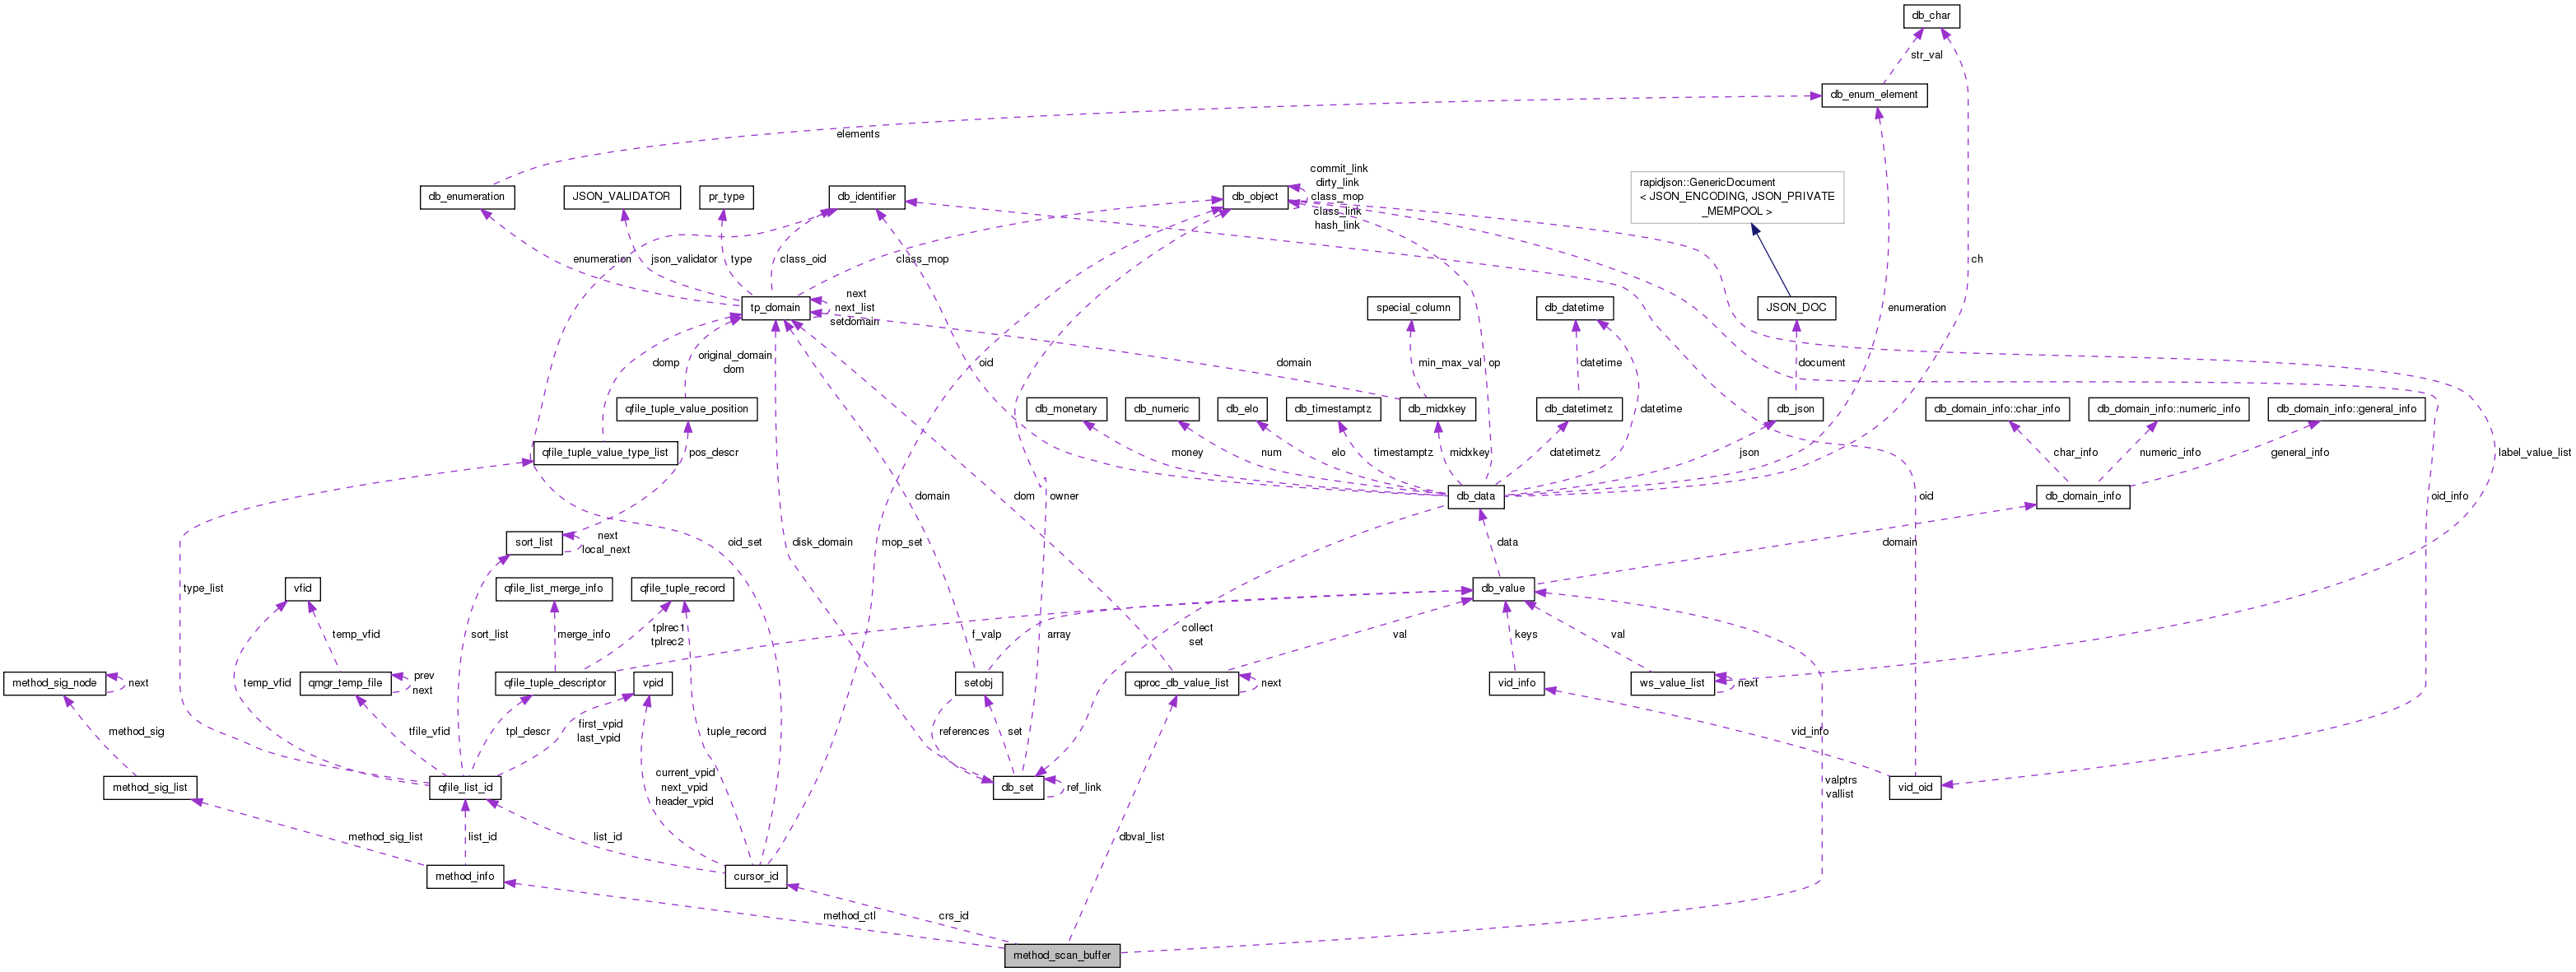 db_char
str_val
db_enum_element
elements
commit_link
dirty_link
class_mop
class_link
hash_link
rapidjson::GenericDocument
< JSON_ENCODING, JSON_PRIVATE
_MEMPOOL >
db_enumeration
JSON_VALIDATOR
pr_type
db_identifier
db_object
enumeration
json_validator
type
class_oid
class_mop
ch
next
next_list
setdomain
tp_domain
special_column
db_datetime
JSON_DOC
enumeration
original_domain
dom
domp
oid
domain
min_max_val
op
datetime
document
qfile_tuple_value_position
db_monetary
db_numeric
db_elo
db_timestamptz
db_midxkey
db_datetimetz
datetime
db_json
db_domain_info::char_info
db_domain_info::numeric_info
db_domain_info::general_info
qfile_tuple_value_type_list
pos_descr
money
num
elo
timestamptz
midxkey
datetimetz
json
char_info
numeric_info
general_info
label_value_list
domain
dom
owner
db_data
oid
db_domain_info
oid_info
sort_list
next
local_next
oid_set
disk_domain
mop_set
data
domain
type_list
vfid
qfile_list_merge_info
qfile_tuple_record
db_value
temp_vfid
sort_list
merge_info
tplrec1
tplrec2
f_valp
array
collect
set
val
keys
val
method_sig_node
next
qmgr_temp_file
prev
next
temp_vfid
qfile_tuple_descriptor
vpid
setobj
qproc_db_value_list
next
vid_info
ws_value_list
next
method_sig
tfile_vfid
tpl_descr
first_vpid
last_vpid
tuple_record
references
set
vid_info
method_sig_list
qfile_list_id
current_vpid
next_vpid
header_vpid
db_set
ref_link
valptrs
vallist
vid_oid
method_sig_list
list_id
list_id
dbval_list
method_info
cursor_id
method_ctl
crs_id
method_scan_buffer